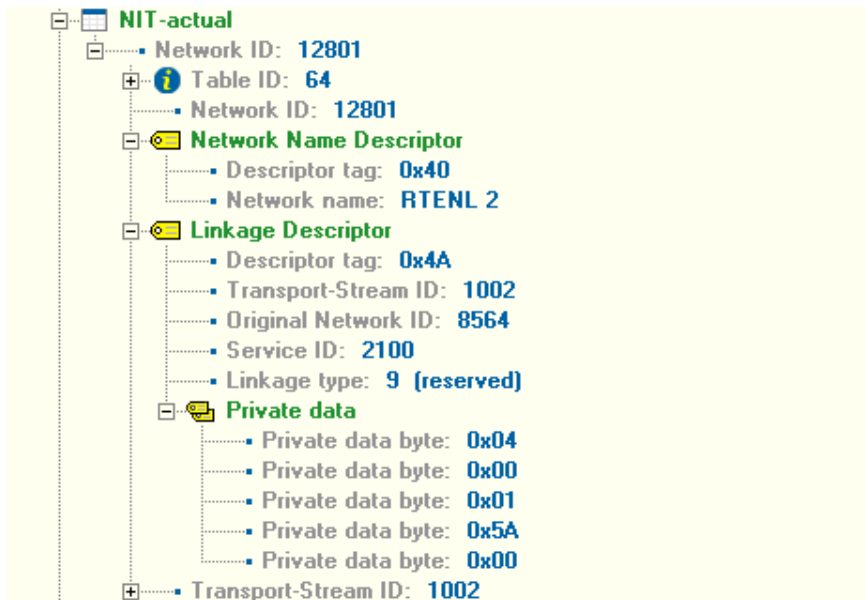 NIT-actual
Network ID: 12801
Table ID: 64
Network ID: 12801
Network Name Descriptor
Descriptor tag: 0x40
Network name: RTENL 2
Linkage Descriptor
Descriptor tag: 0x4A
Transport-Stream ID: 1002
Original Network ID: 8564
Service ID: 2100
Linkage type: 9 (reserved)
Private data
Private data byte: 0x04
Private data byte: 0x00
Private data byte: 0x01
Private data byte: 0x5A
Private data byte: 0x00
Transport-Stream ID: 1002